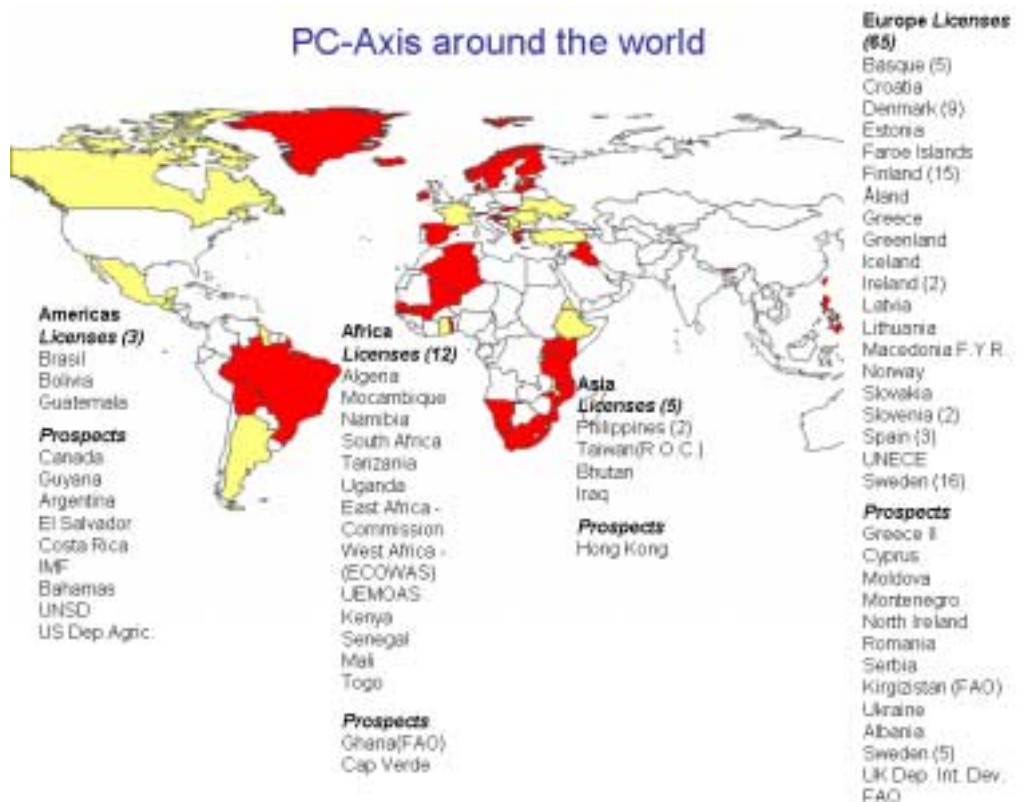 PC-Axis around the world
Americas
Licenses (3)
Brasil
Bolivia
Guatemala
Prospects
Canada
Guyana
Argentina
El Salvador
Costa Rica
IMF
Bahamas
UNSD
US Dep.Agric.
Africa
Licenses (12)
Algeria
Mocambique
Namibia
South Africa
Tanzania
Uganda
East Africa -
Commission
West Africa -
(ECOWAS)
UEMOAS
Kenya
Senegal
Mali
Togo
Prospects
Ghana(FAO)
Cap Verde
Asia
Licenses (5)
Philippines (2)
Taiwan(R.O.C.)
Bhutan
Iraq
Prospects
Hong Kong
Europe Licenses
(65)
Basque (5)
Croatia
Denmark (9)
Estonia
Faroe Islands
Finland (15)
Åland
Greece
Greenland
Iceland
Ireland (2)
Latvia
Lithuania
Macedonia F.Y.R.
Norway
Slovakia
Slovenia (2)
Spain (3)
UNECE
Sweden (16)
Prospects
Greece II
Cyprus
Moldova
Montenegro
North Ireland
Romania
Serbia
Kirgizistan (FAO)
Ukraine
Albania
Sweden (5)
UK Dep. Int. Dev.
FAO